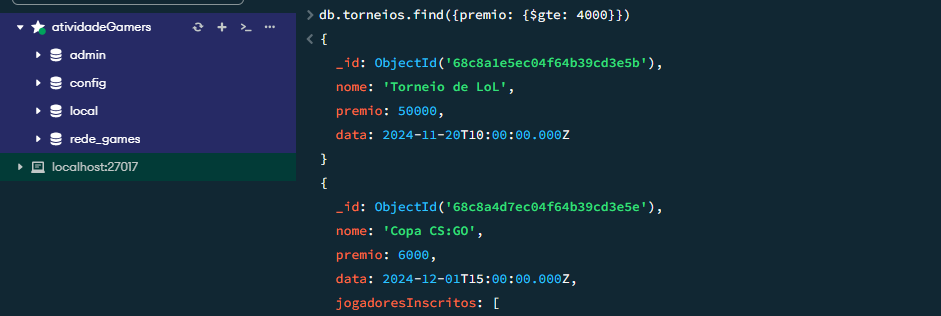 atividadeGamers
admin
config
local
rede_games
localhost:27017
db.torneios.find({premio: {$gte: 4000}})
{
_id: ObjectId('68c8a1e5ec04f64b39cd3e5b'),
nome: 'Torneio de LoL',
premio: 50000,
data: 2024-11-20T10:00:00.000Z
}
{
_id: ObjectId('68c8a4d7ec04f64b39cd3e5e'),
nome: 'Copa CS:GO',
premio: 6000,
data: 2024-12-01T15:00:00.000Z,
jogadoresInscritos: [